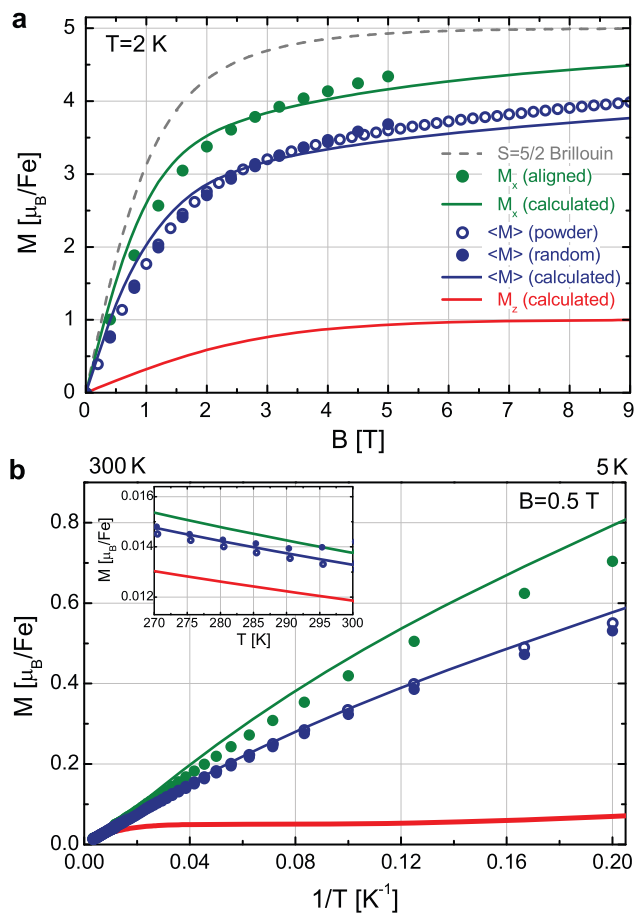 a
T=2 K
M [μB/Fe]
5
4
3
2
1
0
S=5/2 Brillouin
Mx (aligned)
Mx (calculated)
<M> (powder)
<M> (random)
<M> (calculated)
Mz (calculated)
0 1 2 3 4 5 6 7 8 9
B [T]
b
300 K
5 K
B=0.5 T
M [μB/Fe]
0.8
0.6
0.4
0.2
0.0
M [μB/Fe]
0.016
0.014
0.012
270 275 280 285 290 295 300
T [K]
0.04 0.08 0.12 0.16 0.20
1/T [K-1]